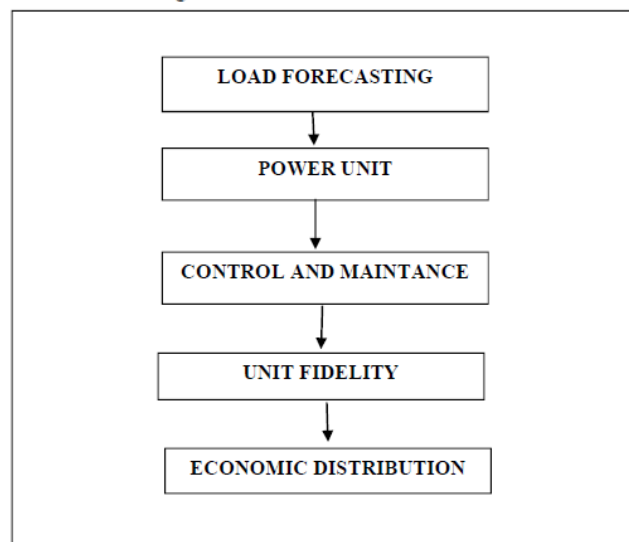 LOAD FORECASTING
POWER UNIT
CONTROL AND MAINTANCE
UNIT FIDELITY
ECONOMIC DISTRIBUTION